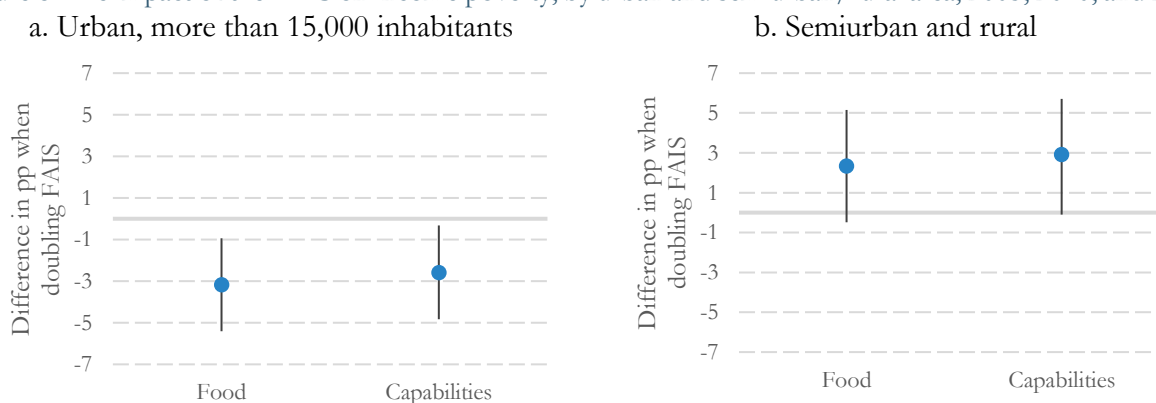 a. Urban, more than 15,000 inhabitants
7
5
3
1
-1
-3
-5
-7
Difference in pp when
doubling FAIS
Food
Capabilities
b. Semiurban and rural
7
5
3
1
-1
-3
-5
-7
Difference in pp when
doubling FAIS
Food
Capabilities